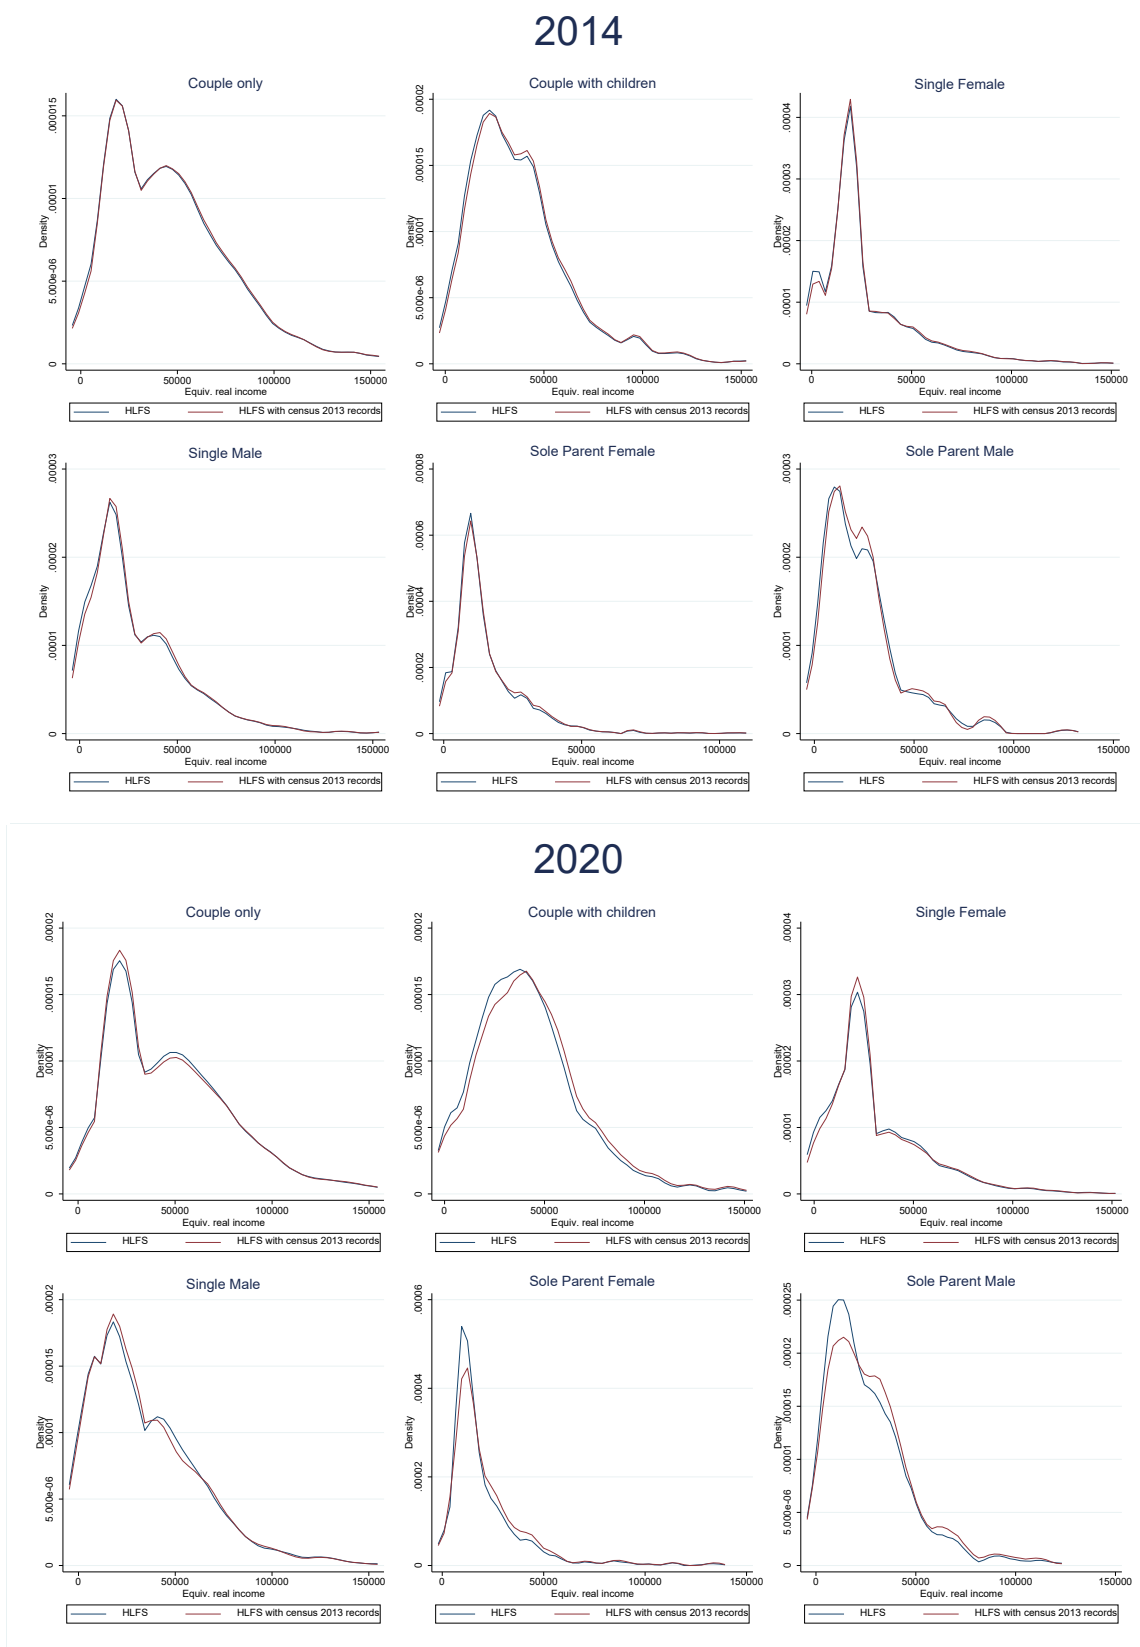 2014
Couple only
Density
0
5.000e-06
.00001
.000015
0 50000 100000 150000
Equiv. real income
HLFS HLFS with census 2013 records
Couple with children
Density
0
5.000e-06
.00001
.000015
.00002
0 50000 100000 150000
Equiv. real income
HLFS HLFS with census 2013 records
Single Female
Density
0
.00001
.00002
.00003
.00004
0 50000 100000 150000
Equiv. real income
HLFS HLFS with census 2013 records
Single Male
Density
0
.00001
.00002
.00003
0 50000 100000 150000
Equiv. real income
HLFS HLFS with census 2013 records
Sole Parent Female
Density
0
.00002
.00004
.00006
.00008
0 50000 100000
Equiv. real income
HLFS HLFS with census 2013 records
Sole Parent Male
Density
0
.00001
.00002
.00003
0 50000 100000 150000
Equiv. real income
HLFS HLFS with census 2013 records
2020
Couple only
Density
0
5.000e-06
.00001
.000015
.00002
0 50000 100000 150000
Equiv. real income
HLFS HLFS with census 2013 records
Couple with children
Density
0
5.000e-06
.00001
.000015
.00002
0 50000 100000 150000
Equiv. real income
HLFS HLFS with census 2013 records
Single Female
Density
0
.00001
.00002
.00003
.00004
0 50000 100000 150000
Equiv. real income
HLFS HLFS with census 2013 records
Single Male
Density
0
5.000e-06
.00001
.000015
.00002
0 50000 100000 150000
Equiv. real income
HLFS HLFS with census 2013 records
Sole Parent Female
Density
0
.00002
.00004
.00006
0 50000 100000 150000
Equiv. real income
HLFS HLFS with census 2013 records
Sole Parent Male
Density
0
5.000e-06
.00001
.000015
.00002
.000025
0 50000 100000 150000
Equiv. real income
HLFS HLFS with census 2013 records